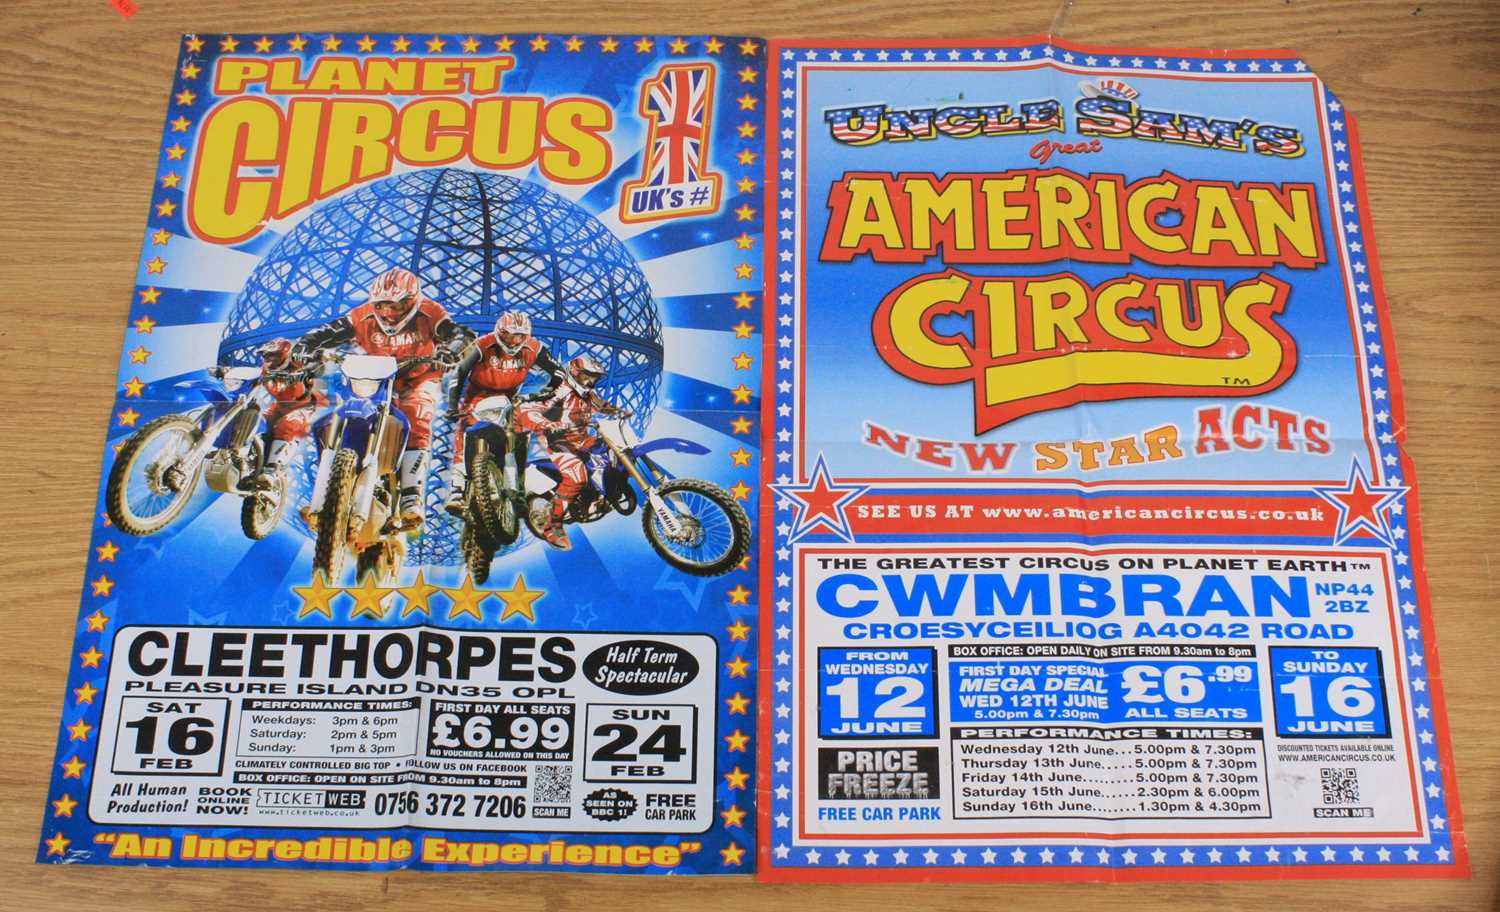 PLANET
CIRCUS
1
UK's #
CLEETHORPES
PLEASURE ISLAND DN35 OPL
Half Term
Spectacular
SAT
16
FEB
PERFORMANCE TIMES:
Weekdays: 3pm & 6pm
Saturday: 2pm & 5pm
Sunday: 1pm & 3pm
FIRST DAY ALL SEATS
£6.99
NO VOUCHERS ALLOWED ON THIS DAY
SUN
24
FEB
CLIMATELY CONTROLLED BIG TOP • FOLLOW US ON FACEBOOK
BOX OFFICE: OPEN ON SITE FROM 9.30am to 8pm
All Human
Production!
BOOK
ONLINE
NOW!
TICKETWEB
www.ticketweb.co.uk
0756 372 7206
SCAN ME
AS
SEEN ON
BBC 1!
FREE
CAR PARK
"An Incredible Experience"
UNCLE SAM'S
Great
AMERICAN
CIRCUS
TM
NEW STAR ACTS
SEE US AT www.americancircus.co.uk
THE GREATEST CIRCUS ON PLANET EARTH TM
CWMBRAN NP44
2BZ
CROESYCEILIOG A4042 ROAD
FROM
WEDNESDAY
12
JUNE
BOX OFFICE: OPEN DAILY ON SITE FROM 9.30am to 8pm
FIRST DAY SPECIAL
MEGA DEAL
WED 12TH JUNE
5.00pm & 7.30pm
£6.99
ALL SEATS
TO
SUNDAY
16
JUNE
PRICE
FREEZE
FREE CAR PARK
PERFORMANCE TIMES:
Wednesday 12th June...5.00pm & 7.30pm
Thursday 13th June......5.00pm & 7.30pm
Friday 14th June........5.00pm & 7.30pm
Saturday 15th June......2.30pm & 6.00pm
Sunday 16th June........1.30pm & 4.30pm
DISCOUNTED TICKETS AVAILABLE ONLINE
WWW.AMERICANCIRCUS.CO.UK
SCAN ME